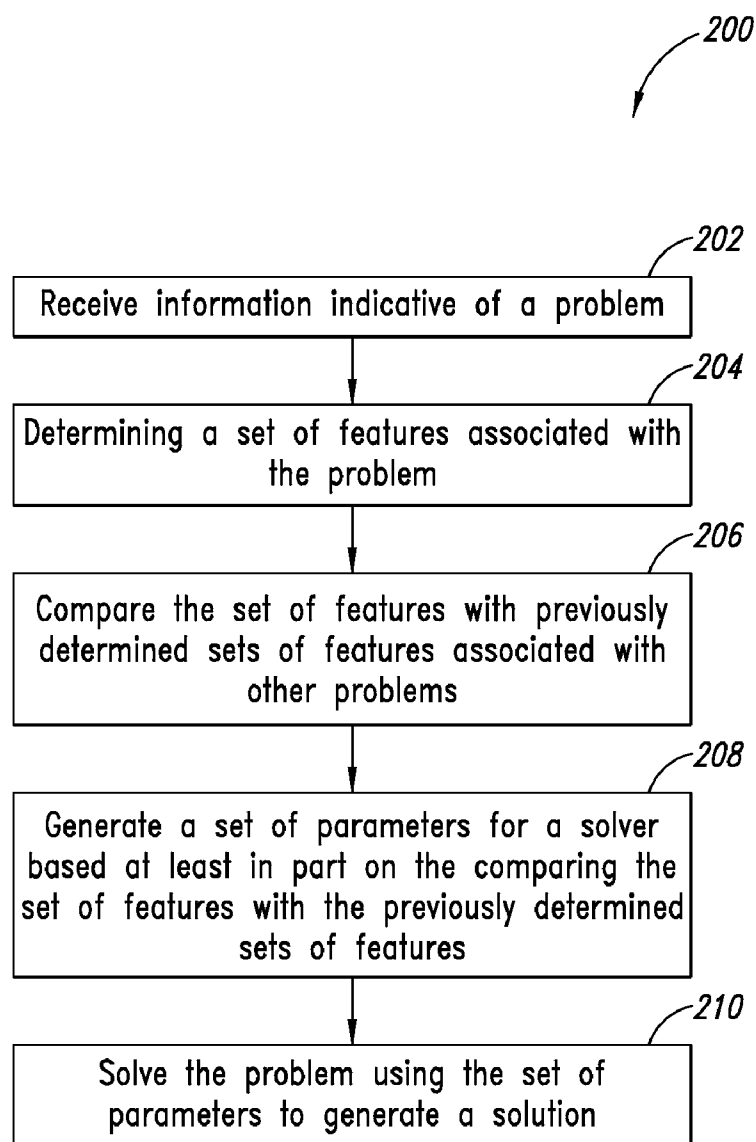 200
202
Receive information indicative of a problem
204
Determining a set of features associated with
the problem
206
Compare the set of features with previously
determined sets of features associated with
other problems
208
Generate a set of parameters for a solver
based at least in part on the comparing the
set of features with the previously determined
sets of features
210
Solve the problem using the set of
parameters to generate a solution